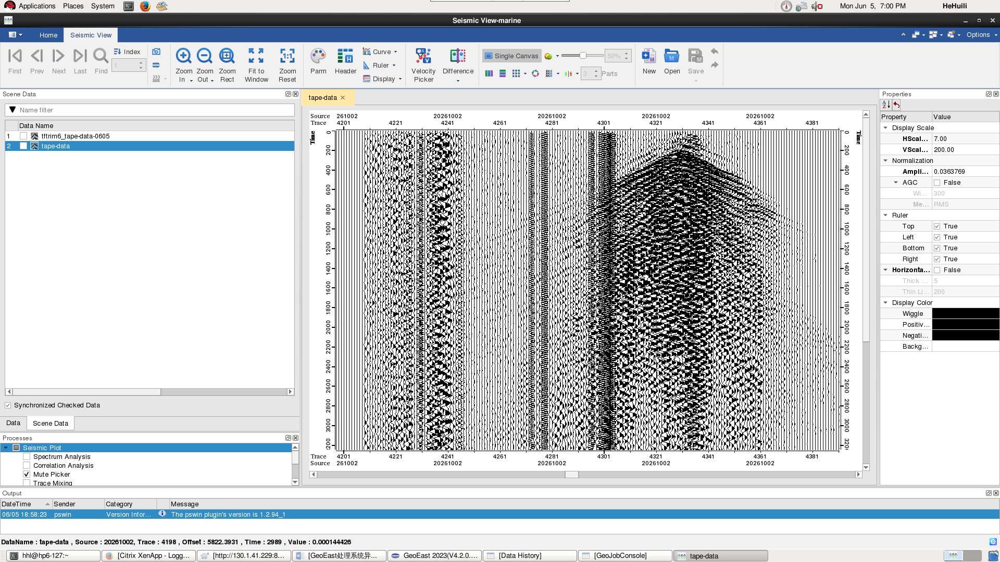 Applications Places System Mon Jun 5, 7:00 PM HeHuili
Seismic View-marine
Home Seismic View Options
First Prev Next Last Find
Index
1
Zoom In
Zoom Out
Zoom Rect
Fit to Window
Zoom Reset
Parm Header
Curve
Ruler
Display
Velocity Picker
Difference
Single Canvas 50%
3 Parts
New Open Save
Scene Data
Name filter
Data Name
1 tftrim6_tape-data-0605
2 tape-data
Synchronized Checked Data
Data Scene Data
Processes
Seismic Plot
Spectrum Analysis
Correlation Analysis
Mute Picker
Trace Mixing
tape-data
Source 261002 20261002 20261002 20261002 20261002
Trace 4201 4221 4241 4261 4281 4301 4321 4341 4361 4381
Time
0 200 400 600 800 1000 1200 1400 1600 1800 2000 2200 2400 2600 2800 3000
Time
0 200 400 600 800 1000 1200 1400 1600 1800 2000 2200 2400 2600 2800 3000
Trace 4201 4221 4241 4261 4281 4301 4321 4341 4361 4381
Source 261002 20261002 20261002 20261002 20261002
Properties
Property Value
Display Scale
HScal... 7.00
VScal... 200.00
Normalization
Ampli... 0.0363769
AGC False
Wi... 300
Me... RMS
Ruler
Top True
Left True
Bottom True
Right True
Horizonta... False
Thick ... 5
Thin Li... 200
Display Color
Wiggle
Positiv...
Negati...
Backg...
Output
DateTime Sender Category Message
06/05 18:58:23 pswin Version Infor... The pswin plugin's version is 1.2.94_1
DataName : tape-data , Source : 20261002, Trace : 4198 , Offset : 5822.3931 , Time : 2989 , Value : 0.000144426
hhl@hp6-127:~ [Citrix XenApp - Logg... [http://130.1.41.229:8... [GeoEast处理系统异... GeoEast 2023(V4.2.0.... [Data History] [GeoJobConsole] tape-data